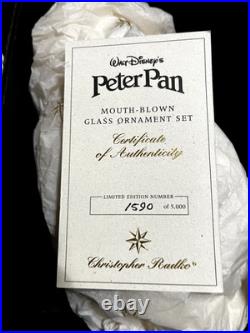 Walt Disney's
Peter Pan
MOUTH-BLOWN
GLASS ORNAMENT SET
Certificate
of Authenticity
LIMITED EDITION NUMBER
1590 of 5,000
Christopher Radko®